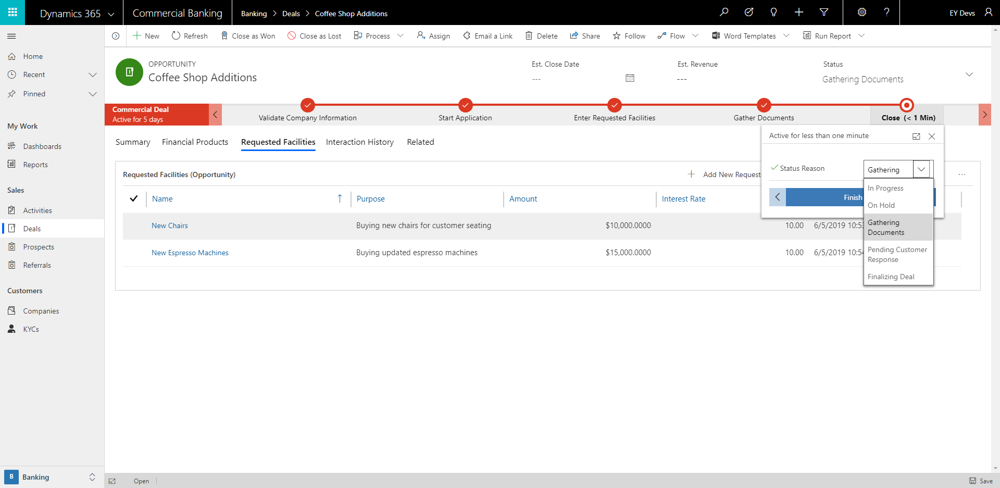 Dynamics 365
Commercial Banking
Banking > Deals > Coffee Shop Additions
EY Devs
New
Refresh
Close as Won
Close as Lost
Process
Assign
Email a Link
Delete
Share
Follow
Flow
Word Templates
Run Report
Home
Recent
Pinned
My Work
Dashboards
Reports
Sales
Activities
Deals
Prospects
Referrals
Customers
Companies
KYCs
B Banking
OPPORTUNITY
Coffee Shop Additions
Est. Close Date
---
Est. Revenue
---
Status
Gathering Documents
Commercial Deal
Active for 5 days
Validate Company Information
Start Application
Enter Requested Facilities
Gather Documents
Close (< 1 Min)
Summary
Financial Products
Requested Facilities
Interaction History
Related
Active for less than one minute
Status Reason
Gathering
Finish
In Progress
On Hold
Gathering
Documents
Pending Customer
Response
Finalizing Deal
Requested Facilities (Opportunity)
Add New Request
...
Name
Purpose
Amount
Interest Rate
New Chairs
Buying new chairs for customer seating
$10,000.0000
10.00
6/5/2019 10:53
New Espresso Machines
Buying updated espresso machines
$15,000.0000
10.00
6/5/2019 10:54
Open
Save